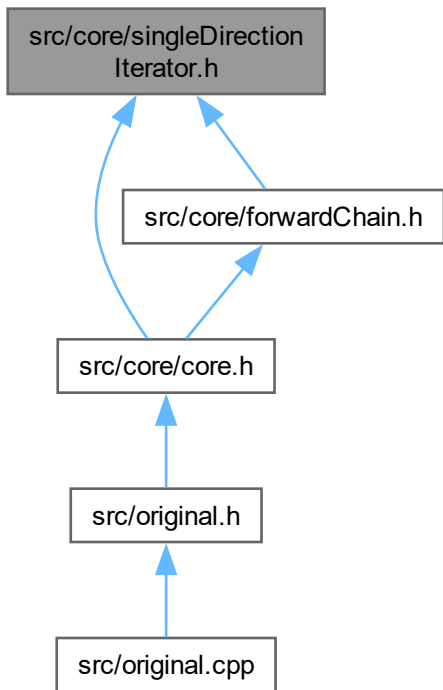 src/core/singleDirection
Iterator.h
src/core/forwardChain.h
src/core/core.h
src/original.h
src/original.cpp